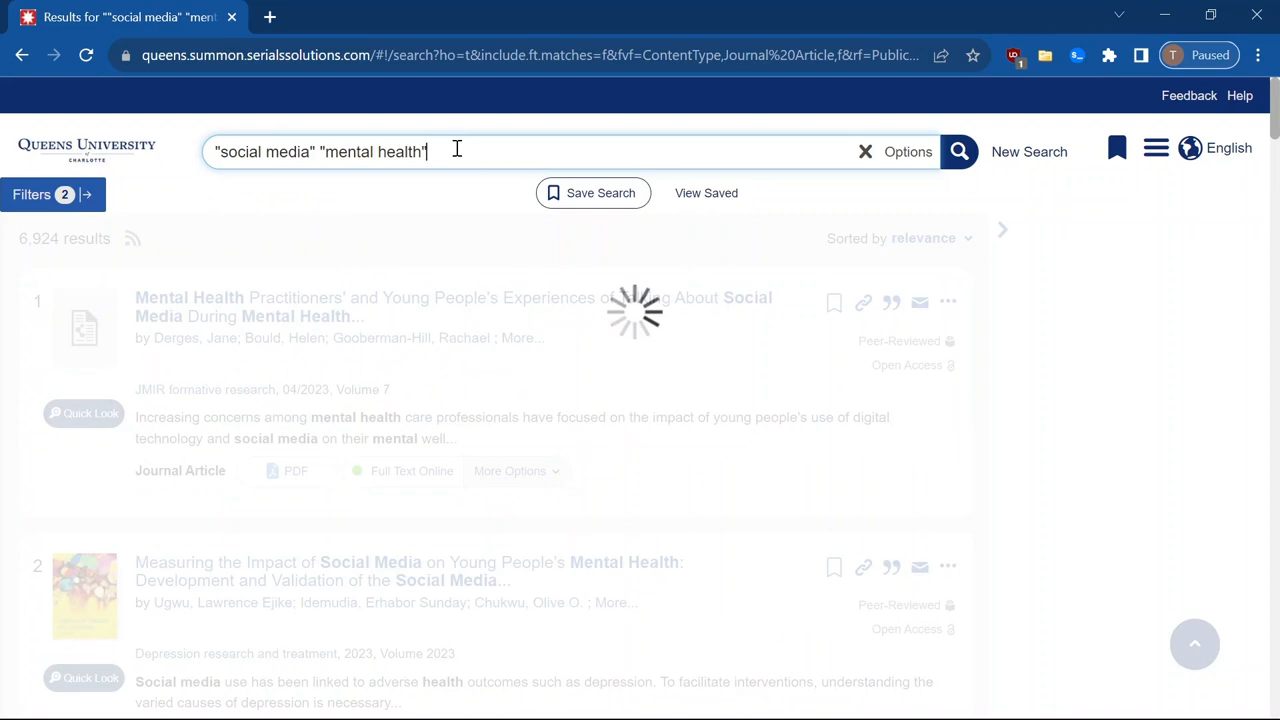 Results for ""social media" "ment
queens.summon.serialssolutions.com/#!/search?ho=t&include.ft.matches=f&fvf=ContentType,Journal%20Article,f&rf=Public...
1
T Paused
Feedback Help
QUEENS UNIVERSITY
OF CHARLOTTE
"social media" "mental health"
Options
New Search
English
Filters 2
Save Search
View Saved
6,924 results
Sorted by relevance
1
Mental Health Practitioners' and Young People's Experiences of Talking About Social
Media During Mental Health...
by Derges, Jane; Bould, Helen; Gooberman-Hill, Rachael ; More...
Peer-Reviewed
Open Access
JMIR formative research, 04/2023, Volume 7
Quick Look
Increasing concerns among mental health care professionals have focused on the impact of young people's use of digital
technology and social media on their mental well...
Journal Article
PDF
Full Text Online
More Options
2
Measuring the Impact of Social Media on Young People's Mental Health:
Development and Validation of the Social Media...
by Ugwu, Lawrence Ejike; Idemudia, Erhabor Sunday; Chukwu, Olive O. ; More...
Peer-Reviewed
Open Access
Depression research and treatment, 2023, Volume 2023
Quick Look
Social media use has been linked to adverse health outcomes such as depression. To facilitate interventions, understanding the
varied causes of depression is necessary...